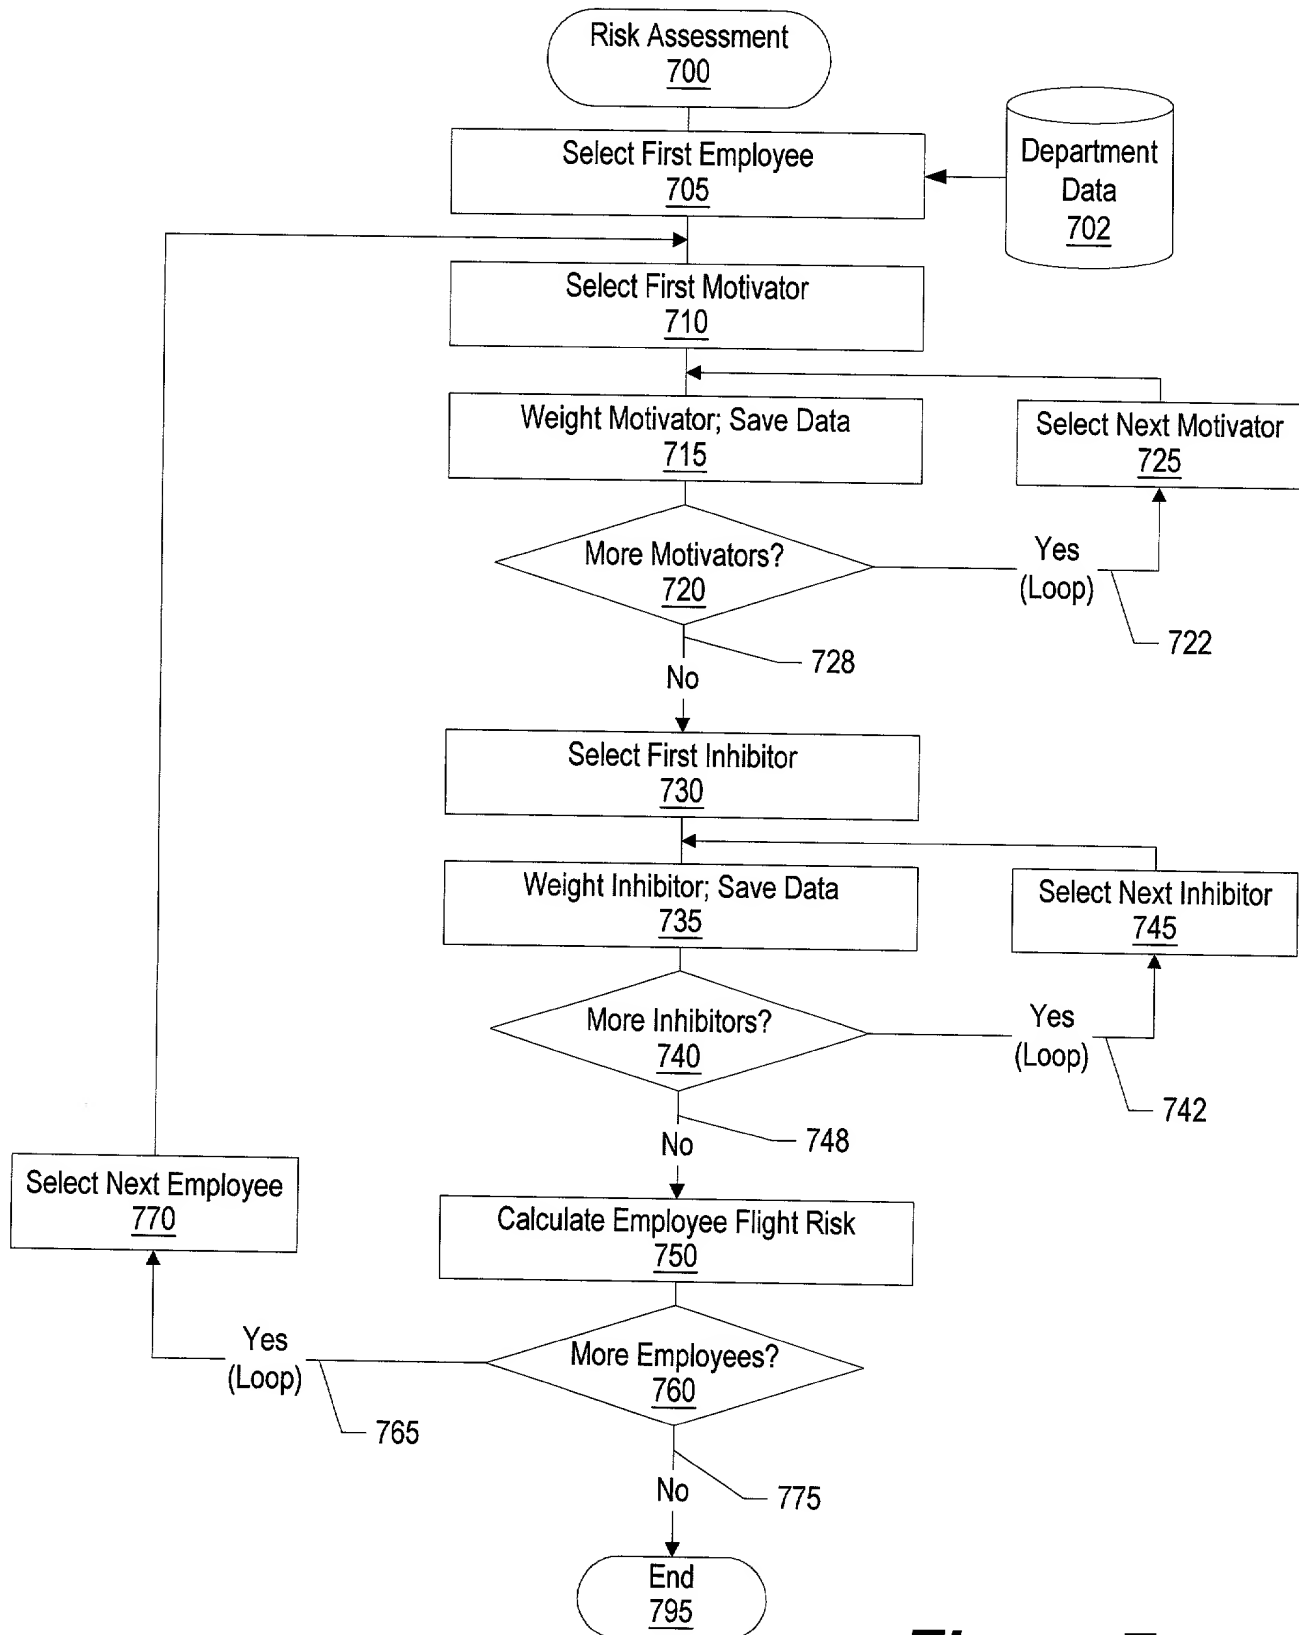 Risk Assessment
700
Select First Employee
705
Department
Data
702
Select First Motivator
710
Weight Motivator; Save Data
715
Select Next Motivator
725
More Motivators?
720
Yes
(Loop)
722
728
No
Select First Inhibitor
730
Weight Inhibitor; Save Data
735
Select Next Inhibitor
745
More Inhibitors?
740
Yes
(Loop)
742
748
No
Select Next Employee
770
Calculate Employee Flight Risk
750
Yes
(Loop)
More Employees?
760
765
No
775
End
795